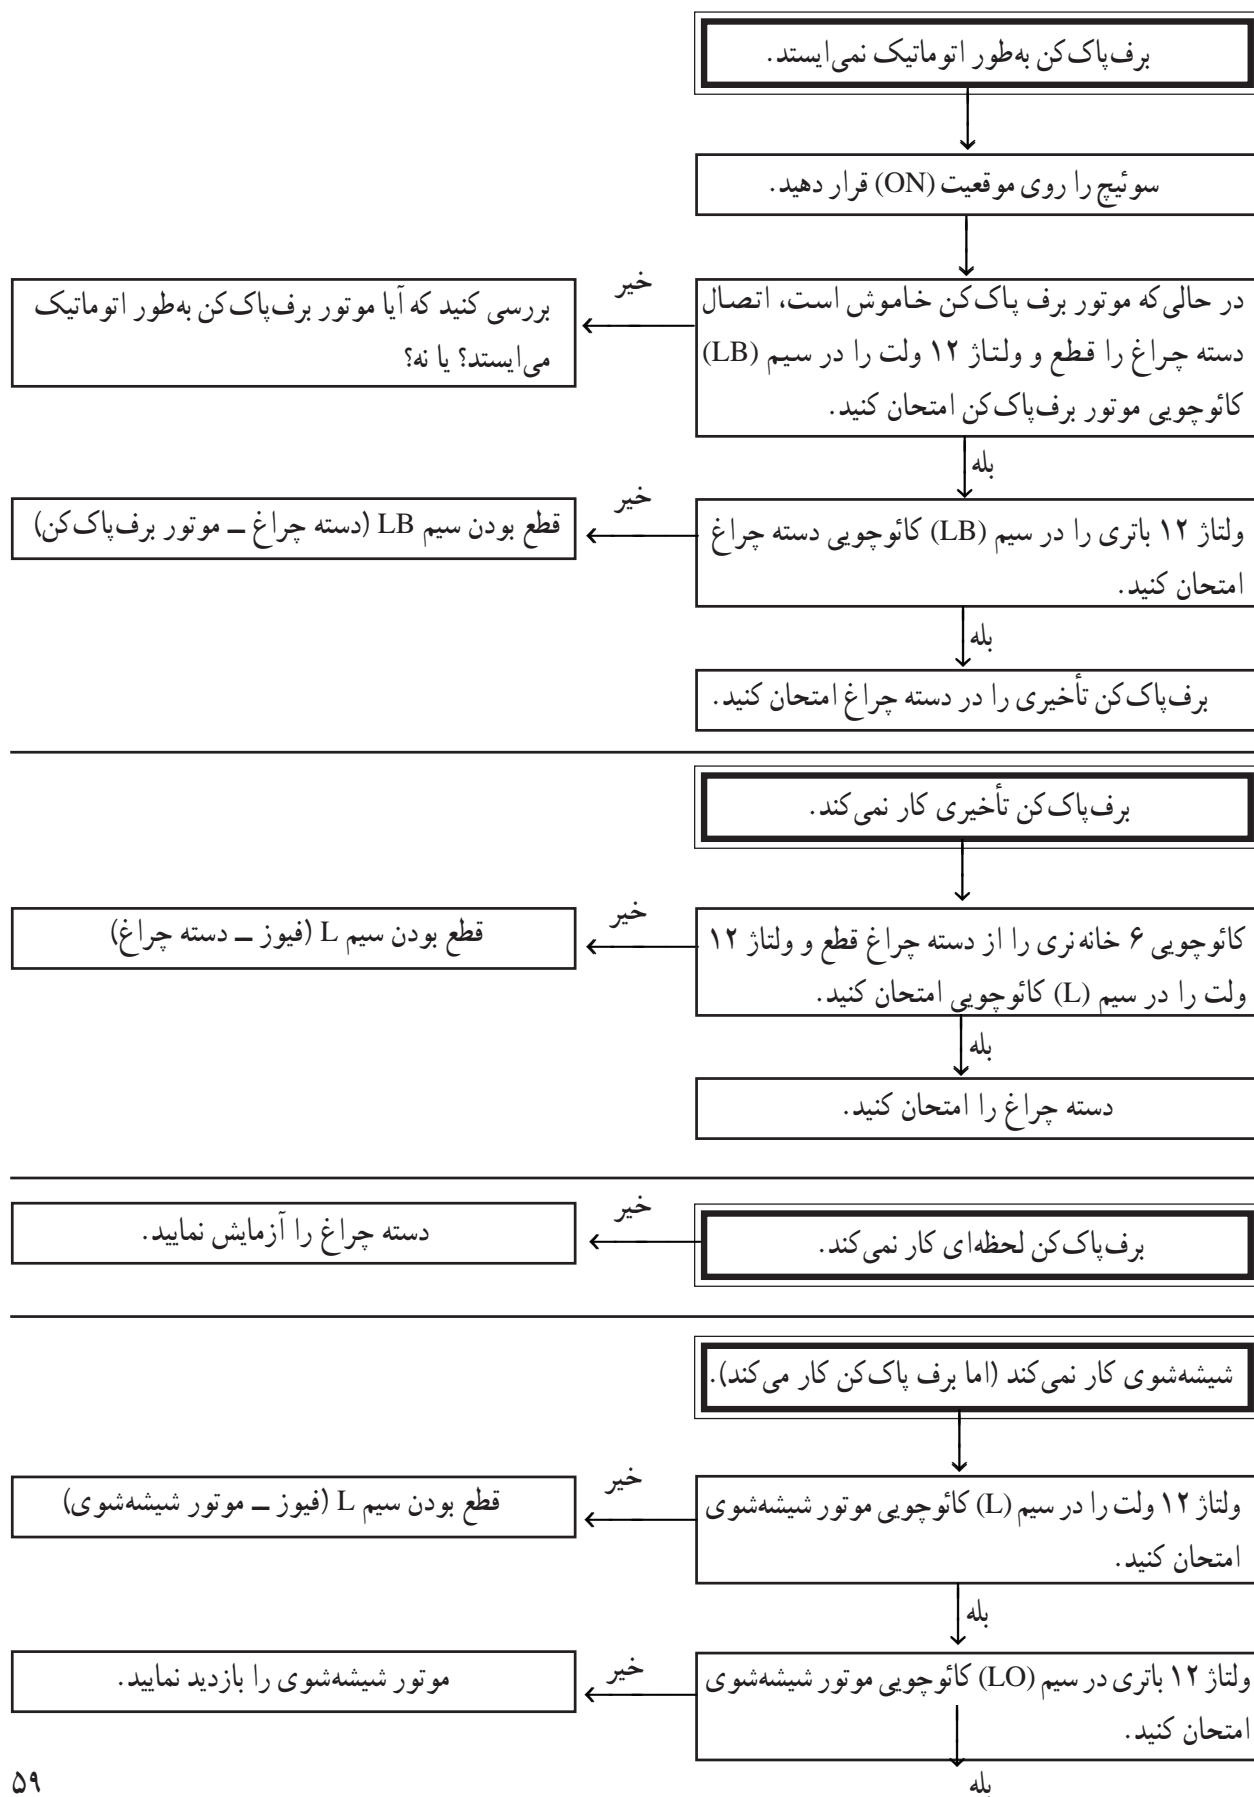 برف‌پاک‌کن به‌طور اتوماتیک نمی‌ایستد.
سوئیچ را روی موقعیت (ON) قرار دهید.
در حالی‌که موتور برف پاک‌کن خاموش است، اتصال
دسته چراغ را قطع و ولتاژ ۱۲ ولت را در سیم (LB)
کائوچویی موتور برف‌پاک‌کن امتحان کنید.
خیر
بررسی کنید که آیا موتور برف‌پاک‌کن به‌طور اتوماتیک
می‌ایستد؟ یا نه؟
بله
ولتاژ ۱۲ باتری را در سیم (LB) کائوچویی دسته چراغ
امتحان کنید.
خیر
قطع بودن سیم LB (دسته چراغ ــ موتور برف‌پاک‌کن)
بله
برف‌پاک‌کن تأخیری را در دسته چراغ امتحان کنید.
برف‌پاک‌کن تأخیری کار نمی‌کند.
کائوچویی ۶ خانه نری را از دسته چراغ قطع و ولتاژ ۱۲
ولت را در سیم (L) کائوچویی امتحان کنید.
خیر
قطع بودن سیم L (فیوز ــ دسته چراغ)
بله
دسته چراغ را امتحان کنید.
برف‌پاک‌کن لحظه‌ای کار نمی‌کند.
خیر
دسته چراغ را آزمایش نمایید.
شیشه‌شوی کار نمی‌کند (اما برف پاک‌کن کار می‌کند).
ولتاژ ۱۲ ولت را در سیم (L) کائوچویی موتور شیشه‌شوی
امتحان کنید.
خیر
قطع بودن سیم L (فیوز ــ موتور شیشه‌شوی)
بله
ولتاژ ۱۲ باتری در سیم (LO) کائوچویی موتور شیشه‌شوی
امتحان کنید.
خیر
موتور شیشه‌شوی را بازدید نمایید.
بله
۵۹